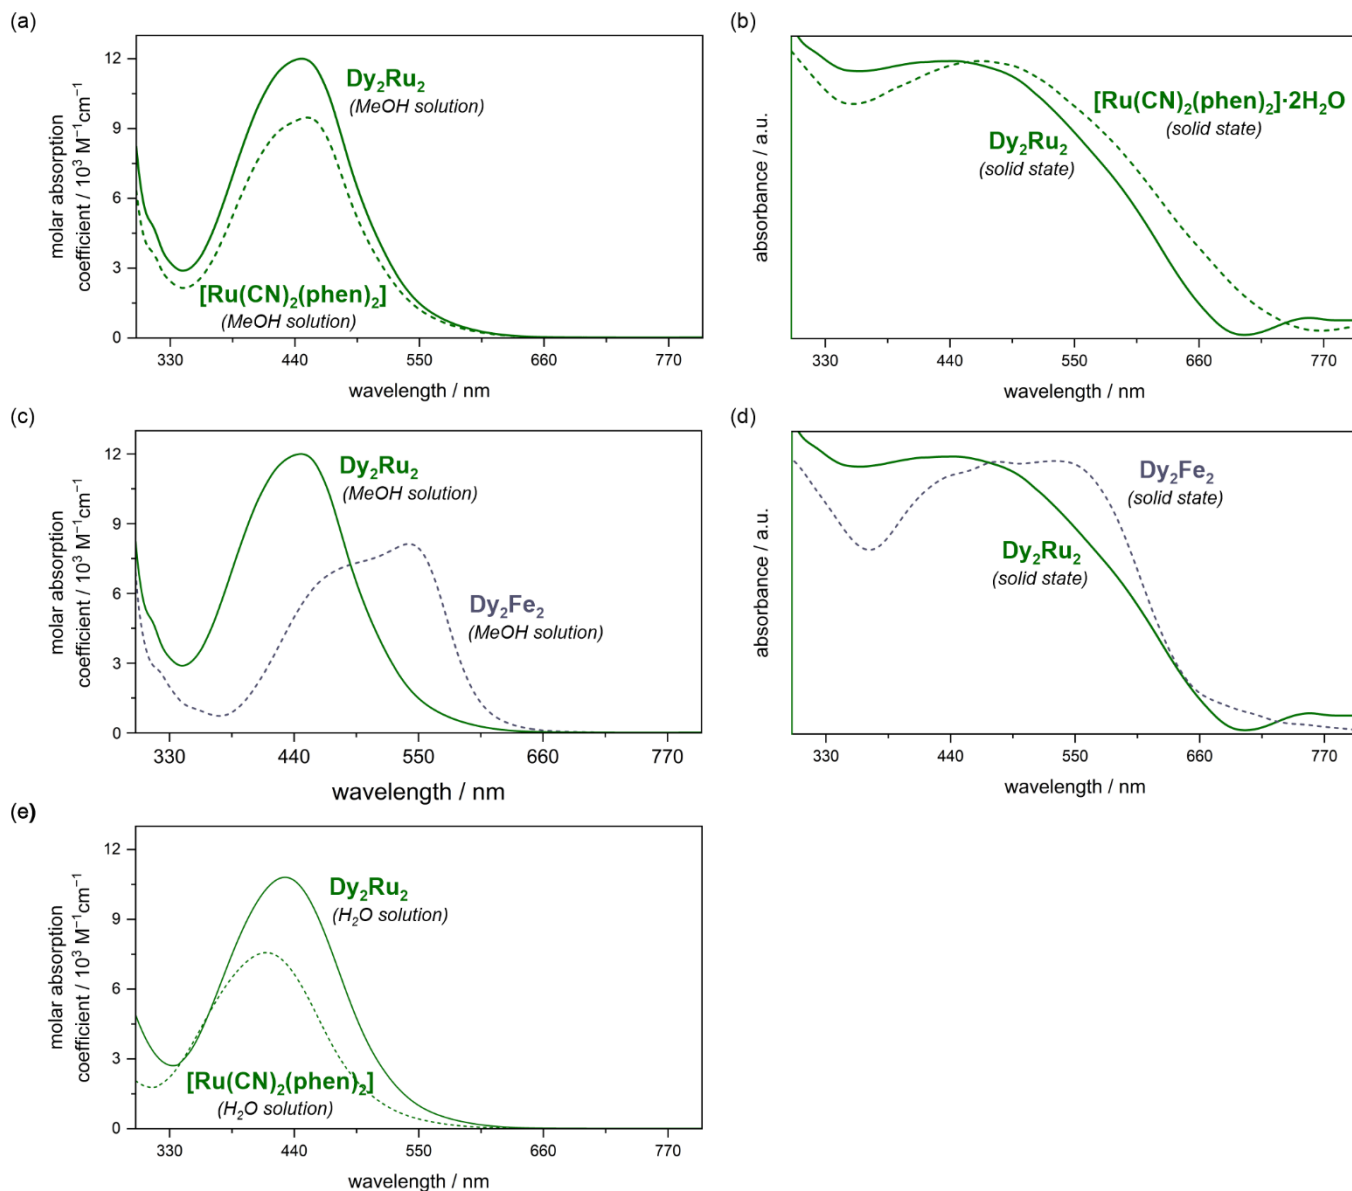 (a)
molar absorption
coefficient / 10³ M⁻¹cm⁻¹
12
9
6
3
0
Dy₂Ru₂
(MeOH solution)
[Ru(CN)₂(phen)₂]
(MeOH solution)
330
440
550
660
770
wavelength / nm
(b)
absorbance / a.u.
[Ru(CN)₂(phen)₂]·2H₂O
(solid state)
Dy₂Ru₂
(solid state)
330
440
550
660
770
wavelength / nm
(c)
molar absorption
coefficient / 10³ M⁻¹cm⁻¹
12
9
6
3
0
Dy₂Ru₂
(MeOH solution)
Dy₂Fe₂
(MeOH solution)
330
440
550
660
770
wavelength / nm
(d)
absorbance / a.u.
Dy₂Fe₂
(solid state)
Dy₂Ru₂
(solid state)
330
440
550
660
770
wavelength / nm
(e)
molar absorption
coefficient / 10³ M⁻¹cm⁻¹
12
9
6
3
0
Dy₂Ru₂
(H₂O solution)
[Ru(CN)₂(phen)₂]
(H₂O solution)
330
440
550
660
770
wavelength / nm